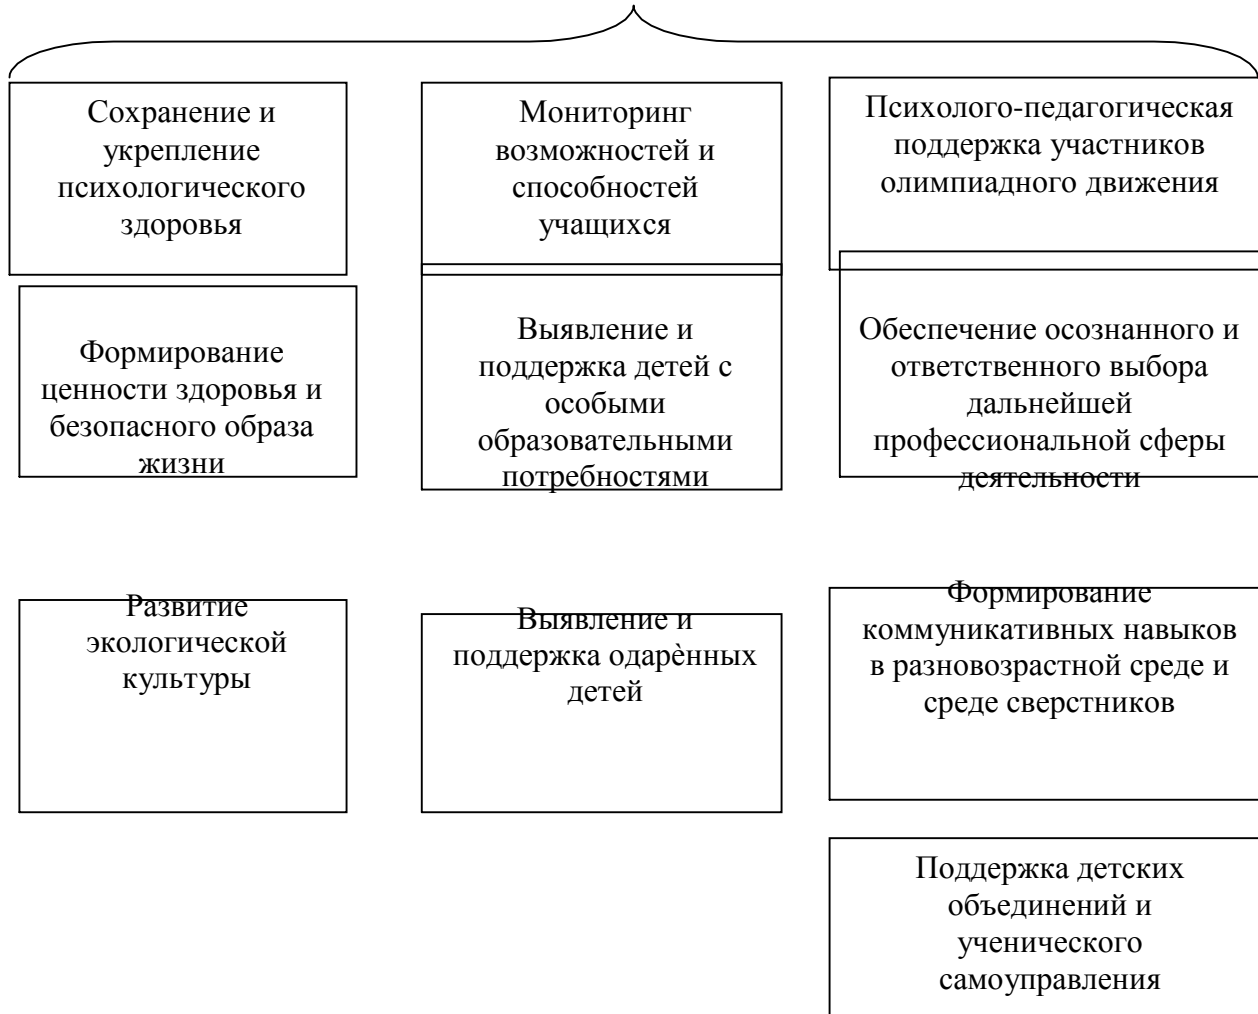 Сохранение и
укрепление
психологического
здоровья
Мониторинг
возможностей и
способностей
учащихся
Психолого-педагогическая
поддержка участников
олимпиадного движения
Формирование
ценности здоровья и
безопасного образа
жизни
Выявление и
поддержка детей с
особыми
образовательными
потребностями
Обеспечение осознанного и
ответственного выбора
дальнейшей
профессиональной сферы
деятельности
Развитие
экологической
культуры
Выявление и
поддержка одарѐнных
детей
Формирование
коммуникативных навыков
в разновозрастной среде и
среде сверстников
Поддержка детских
объединений и
ученического
самоуправления